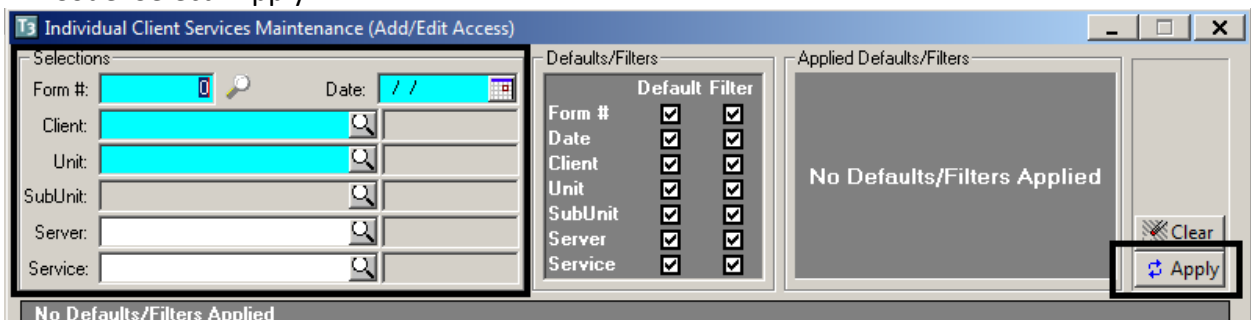 T3 Individual Client Services Maintenance (Add/Edit Access)
Selections
Form #: 0 Date: / /
Client:
Unit:
SubUnit:
Server:
Service:
Defaults/Filters
Default Filter
Form #
Date
Client
Unit
SubUnit
Server
Service
Applied Defaults/Filters
No Defaults/Filters Applied
Clear
Apply
No Defaults/Filters Applied